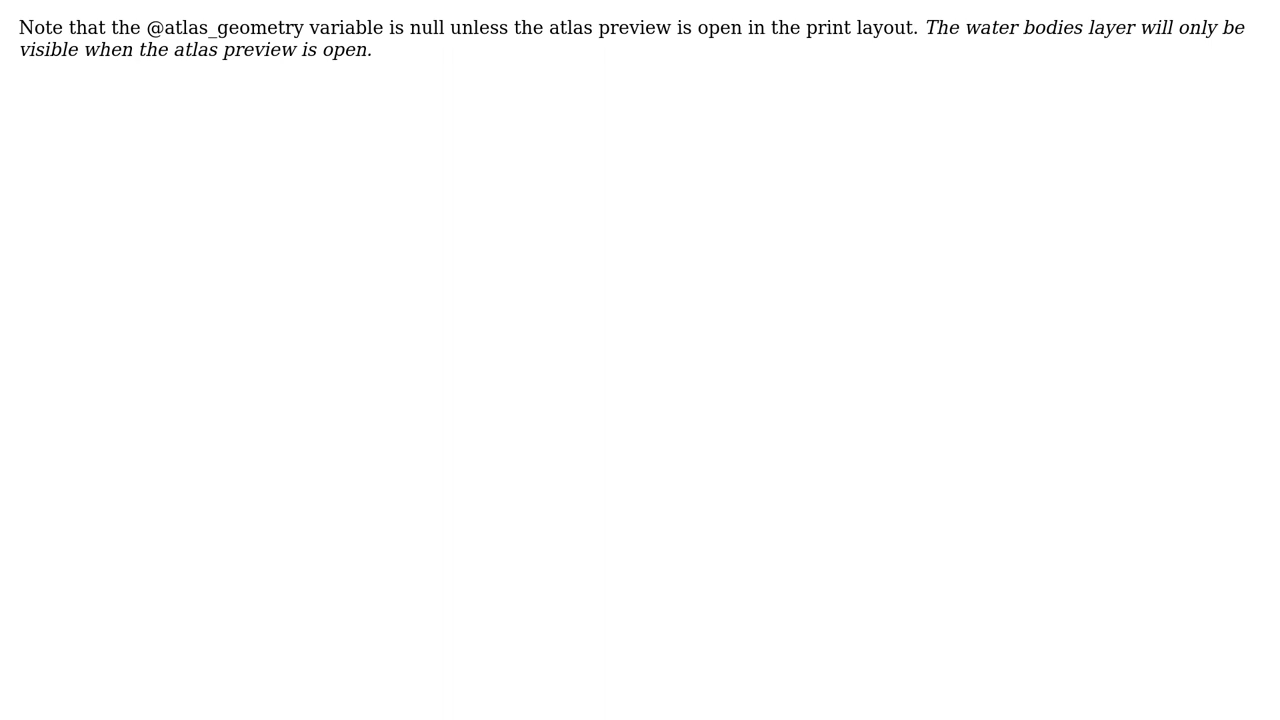 Note that the @atlas_geometry variable is null unless the atlas preview is open in the print layout. The water bodies layer will only be
visible when the atlas preview is open.